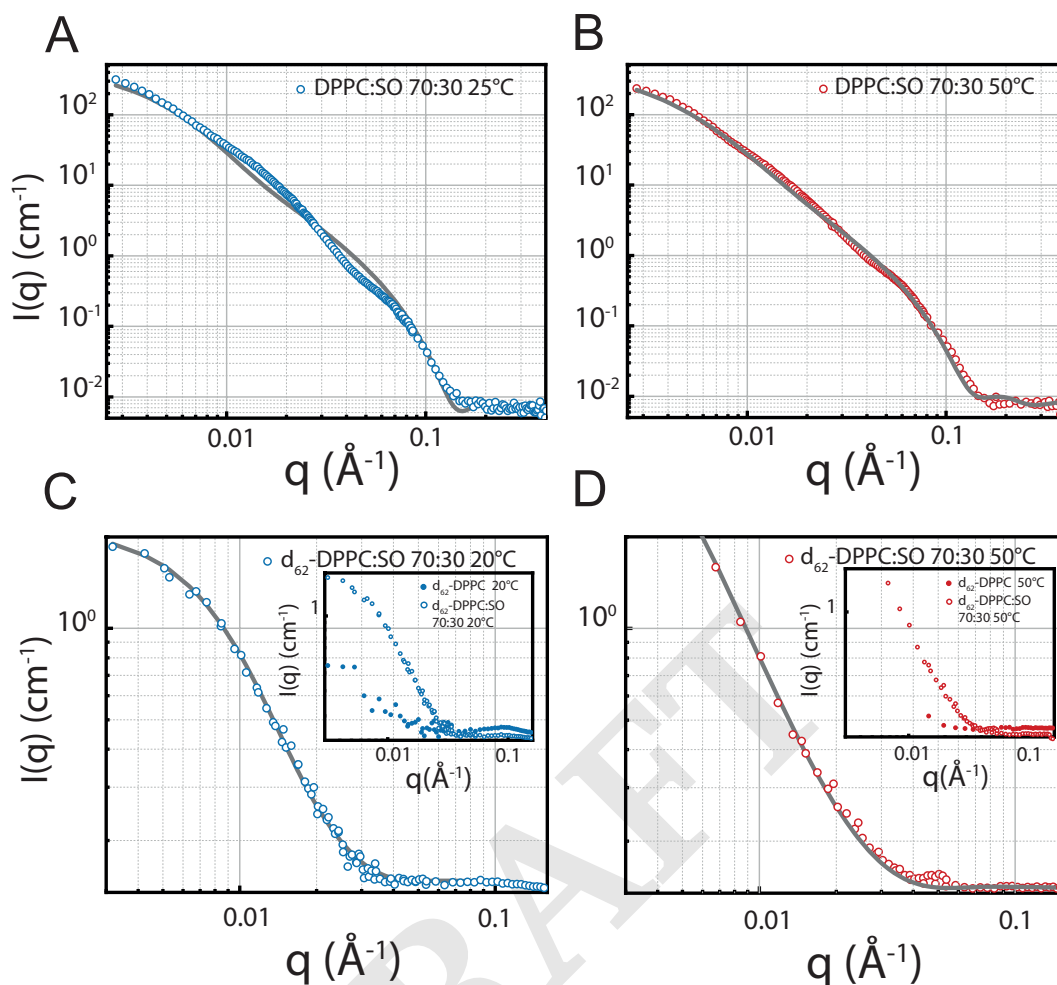 A
B
DPPC:SO 70:30 25°C
DPPC:SO 70:30 50°C
10²
10¹
10⁰
10⁻¹
10⁻²
I(q) (cm⁻¹)
0.01
0.1
q (Å⁻¹)
10²
10¹
10⁰
10⁻¹
10⁻²
0.01
0.1
q (Å⁻¹)
C
D
d₆₂-DPPC:SO 70:30 20°C
10⁰
I(q) (cm⁻¹)
0.01
0.1
q (Å⁻¹)
62
d₆₂-DPPC 20°C
d₆₂-DPPC:SO
70:30 20°C
1
I(q) (cm⁻¹)
0.01
0.1
q(Å⁻¹)
d₆₂-DPPC:SO 70:30 50°C
10⁰
0.01
0.1
q (Å⁻¹)
62
d₆₂-DPPC 50°C
d₆₂-DPPC:SO
70:30 50°C
1
I(q) (cm⁻¹)
0.01
0.1
q(Å⁻¹)
RAFT